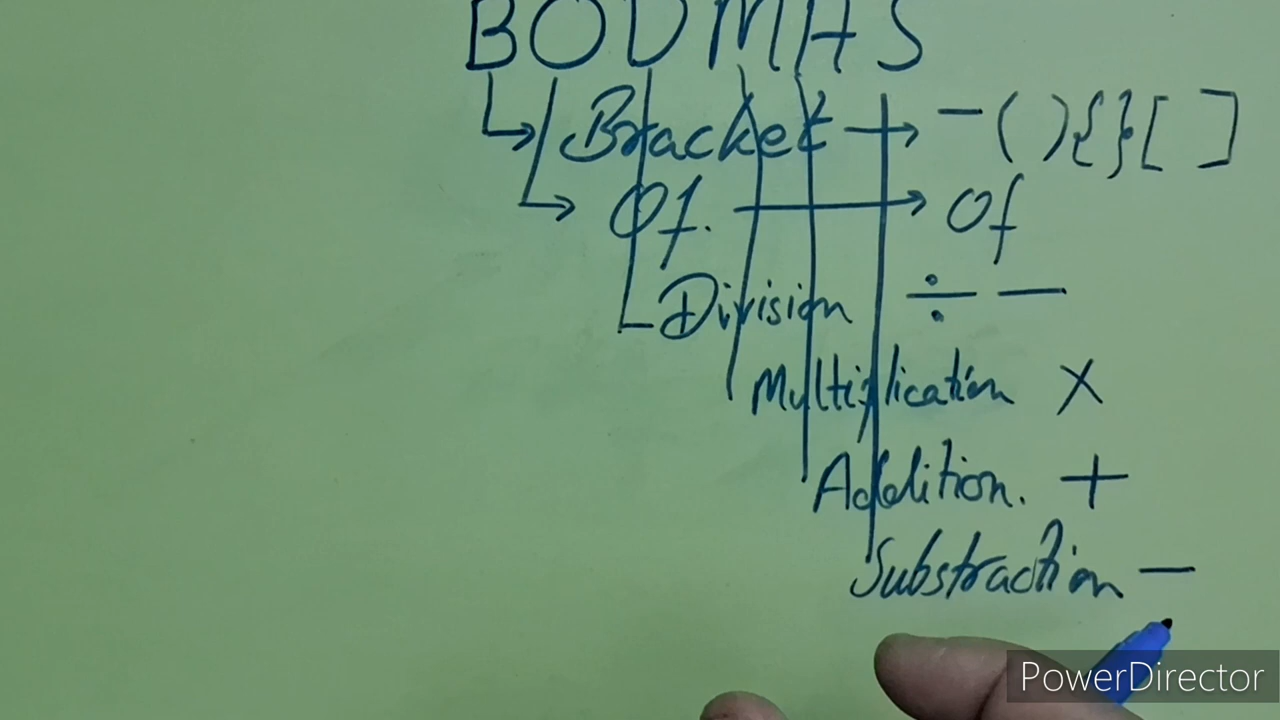 BODMAS
Bracket → — ( ) { } [ ]
Of. → Of
Division ÷ —
Multiplication ×
Addition. +
Substraction —
PowerDirector